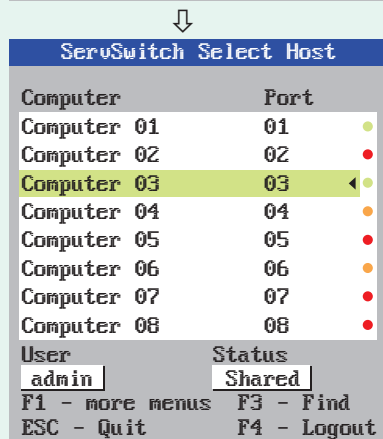 ServSwitch Select Host
Computer Port
Computer 01 01
Computer 02 02
Computer 03 03
Computer 04 04
Computer 05 05
Computer 06 06
Computer 07 07
Computer 08 08
User Status
admin Shared
F1 - more menus F3 - Find
ESC - Quit F4 - Logout